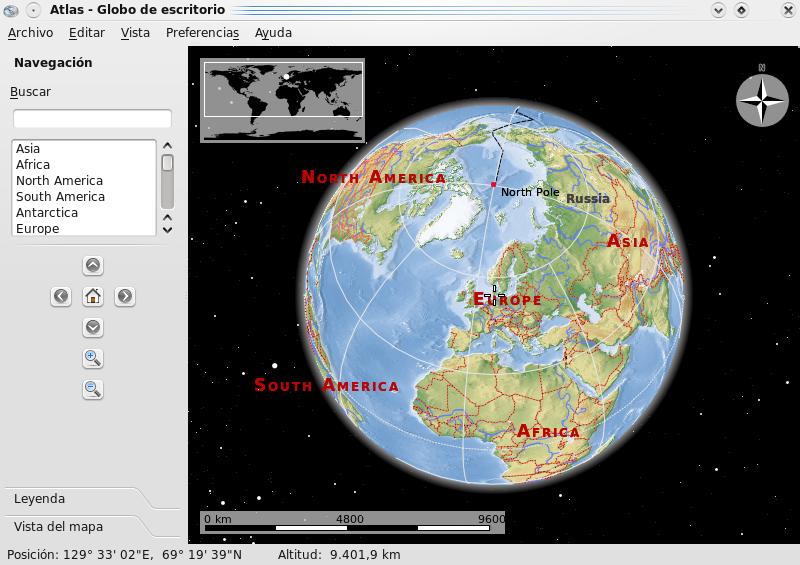 Atlas - Globo de escritorio
Archivo Editar Vista Preferencias Ayuda
Navegación
Buscar
Asia
Africa
North America
South America
Antarctica
Europe
Leyenda
Vista del mapa
N
North America
North Pole
Russia
Asia
Europe
South America
Africa
0 km 4800 9600
Posición: 129° 33' 02"E, 69° 19' 39"N Altitud: 9.401,9 km